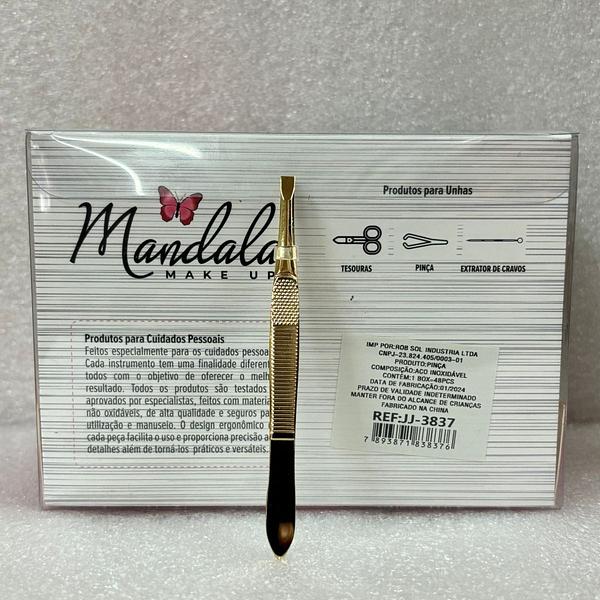 Mandala
MAKE UP
Produtos para Unhas
TESOURAS
PINÇA
EXTRATOR DE CRAVOS
Produtos para Cuidados Pessoais
Feitos especialmente para os cuidados pessoa
Cada instrumento tem uma finalidade diferen
todos com o objetivo de oferecer o melh
resultado. Todos os produtos são testados
aprovados por especialistas, feitos com materia
não oxidáveis, de alta qualidade e seguros pa
utilização e manuseio. O design ergonômico
cada peça facilita o uso e proporciona precisão a
detalhes além de torná-los práticos e versáteis.
IMP POR:ROB SOL INDUSTRIA LTDA
CNPJ-23.824.405/0003-01
PRODUTO:PINÇA
COMPOSIÇÃO:AÇO INOXIDÁVEL
CONTÉM:1 BOX-48PCS
DATA DE FABRICAÇÃO:01/2024
PRAZO DE VALIDADE INDETERMINADO
MANTER FORA DO ALCANCE DE CRIANÇAS
FABRICADO NA CHINA
REF:JJ-3837
7 893871 838376